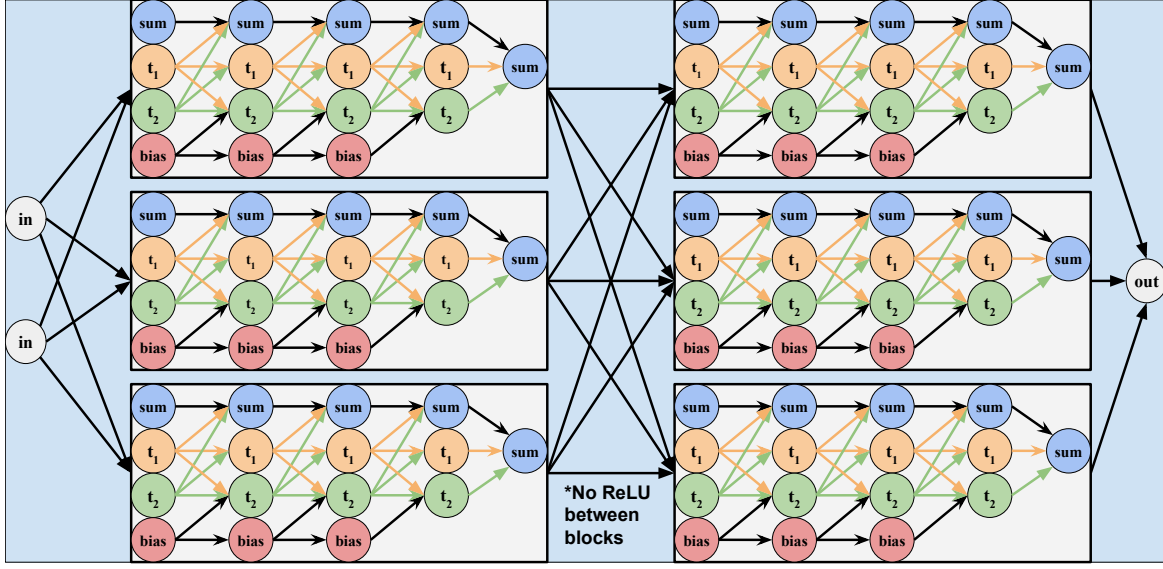 sum sum sum sum
t1 t1 t1 t1 sum
t2 t2 t2 t2
bias bias bias
sum sum sum sum
t1 t1 t1 t1 sum
t2 t2 t2 t2
bias bias bias
in
in
sum sum sum sum
t1 t1 t1 t1 sum
t2 t2 t2 t2
bias bias bias
sum sum sum sum
t1 t1 t1 t1 sum
t2 t2 t2 t2
bias bias bias
out
sum sum sum sum
t1 t1 t1 t1 sum
t2 t2 t2 t2
bias bias bias
*No ReLU
between
blocks
sum sum sum sum
t1 t1 t1 t1 sum
t2 t2 t2 t2
bias bias bias